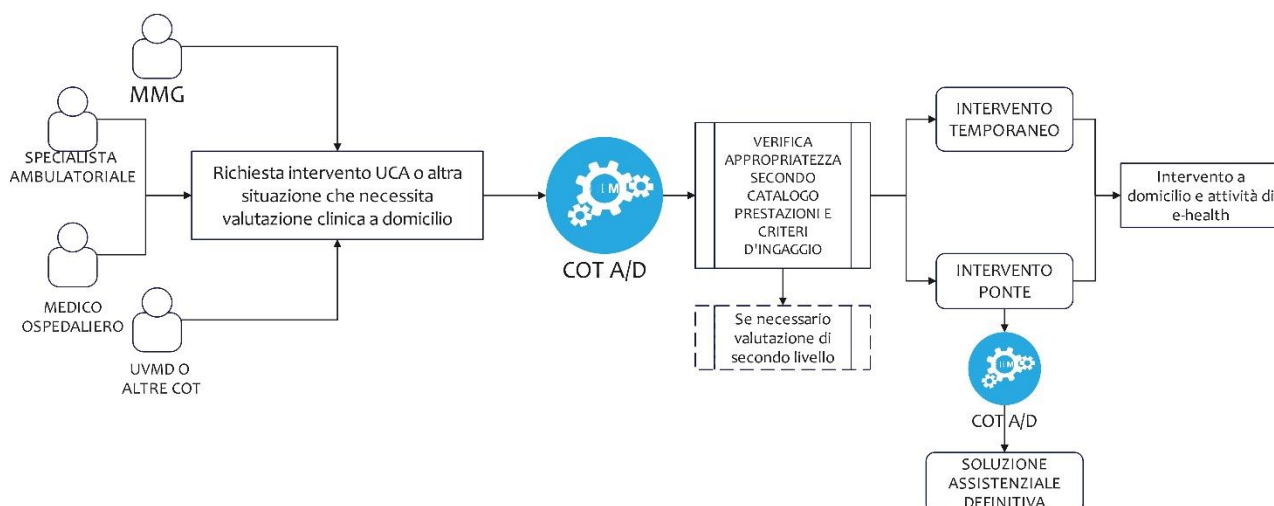 MMG
SPECIALISTA
AMBULATORIALE
MEDICO
OSPEDALIERO
UVMD O
ALTRE COT
Richiesta intervento UCA o altra
situazione che necessita
valutazione clinica a domicilio
COT A/D
VERIFICA
APPROPRIATEZZA
SECONDO
CATALOGO
PRESTAZIONI E
CRITERI
D'INGAGGIO
Se necessario
valutazione di
secondo livello
INTERVENTO
TEMPORANEO
INTERVENTO
PONTE
COT A/D
SOLUZIONE
ASSISTENZIALE
DEFINITIVA
Intervento a
domicilio e attività di
e-health